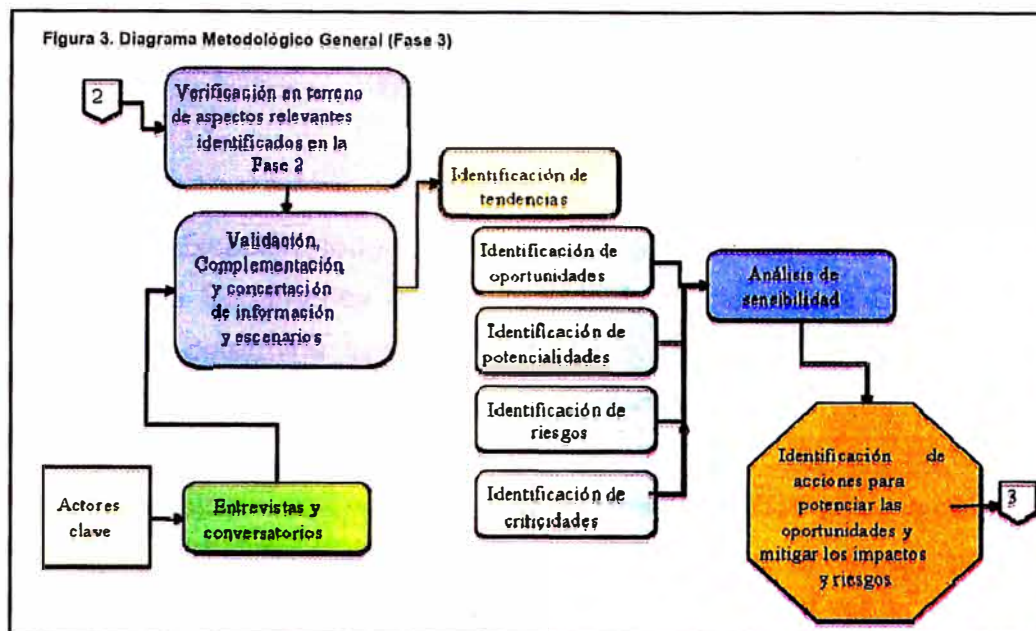 Figura 3. Diagrama Metodológico General (Fase 3)
2
Verificación en terreno
de aspectos relevantes
identificados en la
Fase 2
Validación,
Complementación
y concertación
de información
y escenarios
Identificación de
tendencias
Identificación de
oportunidades
Identificación de
potencialidades
Identificación de
riesgos
Identificación de
criticidades
Análisis de
sensibilidad
Identificación de
acciones para
potenciar las
oportunidades y
mitigar los impactos
y riesgos
3
Actores
clave
Entrevistas y
conversatorios